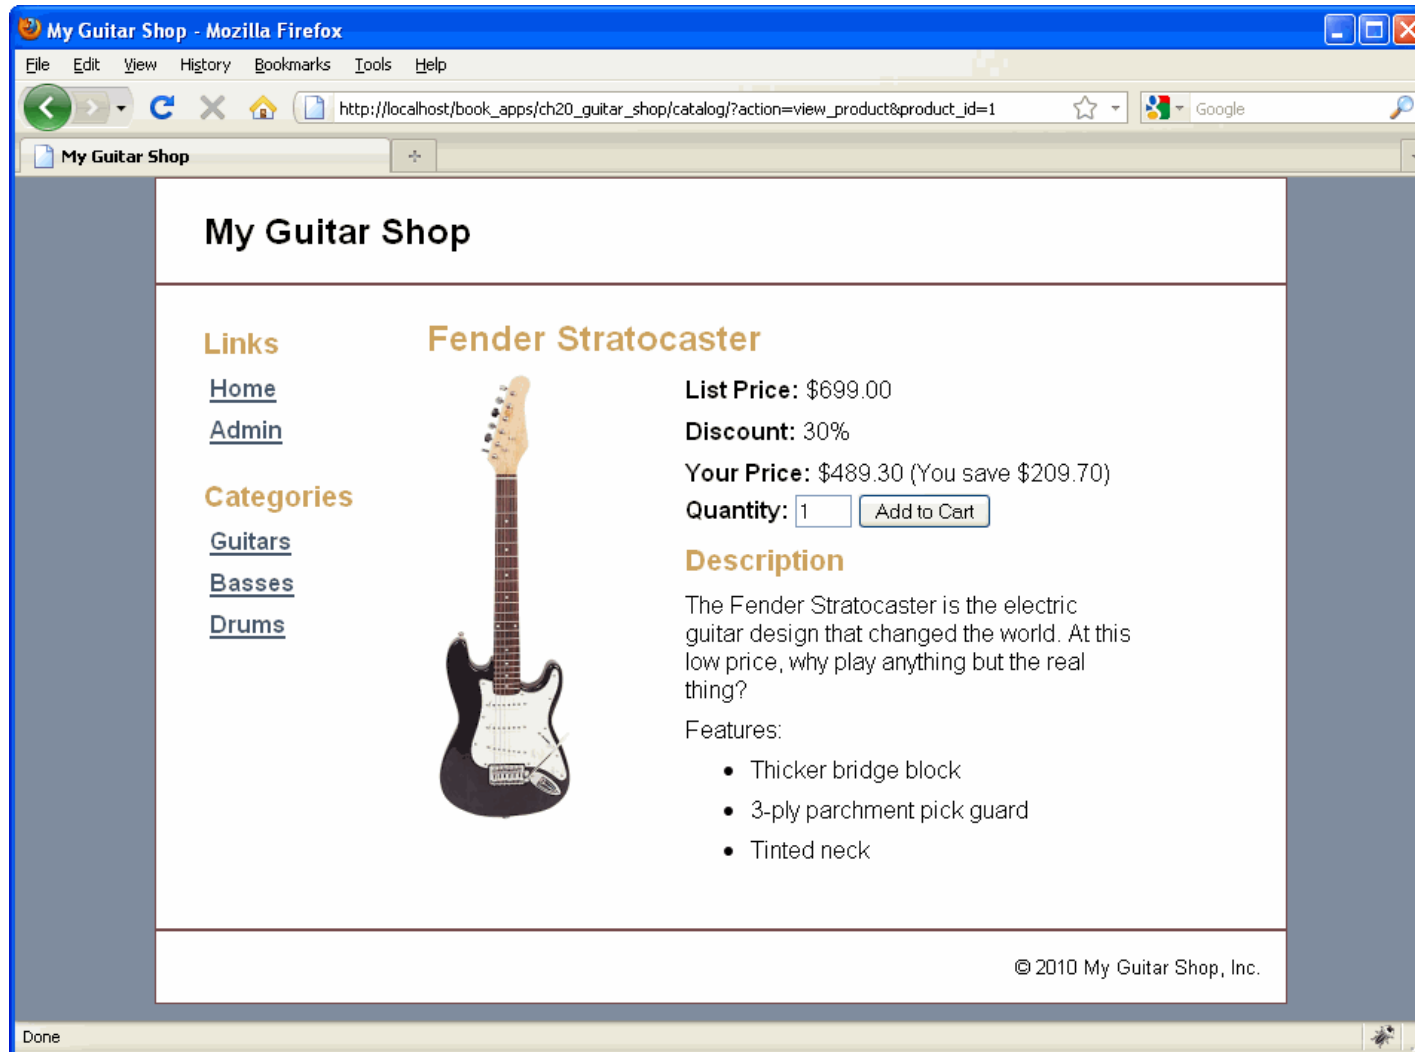 My Guitar Shop - Mozilla Firefox
File Edit View History Bookmarks Tools Help
http://localhost/book_apps/ch20_guitar_shop/catalog/?action=view_product&product_id=1
Google
My Guitar Shop
My Guitar Shop
Links
Home
Admin
Categories
Guitars
Basses
Drums
Fender Stratocaster
List Price: $699.00
Discount: 30%
Your Price: $489.30 (You save $209.70)
Quantity: 1 Add to Cart
Description
The Fender Stratocaster is the electric
guitar design that changed the world. At this
low price, why play anything but the real
thing?
Features:
• Thicker bridge block
• 3-ply parchment pick guard
• Tinted neck
© 2010 My Guitar Shop, Inc.
Done